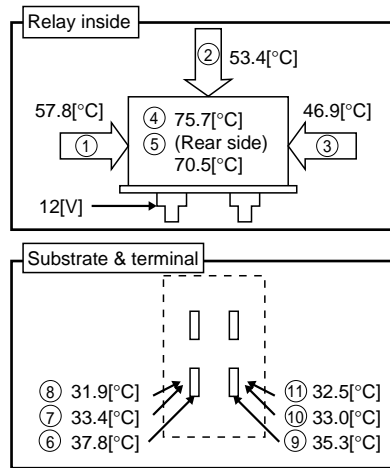 Relay inside
② 53.4[°C]
57.8[°C]
46.9[°C]
①
④ 75.7[°C]
⑤ (Rear side)
70.5[°C]
③
12[V]
Substrate & terminal
⑧ 31.9[°C]
⑪ 32.5[°C]
⑦ 33.4[°C]
⑩ 33.0[°C]
⑥ 37.8[°C]
⑨ 35.3[°C]